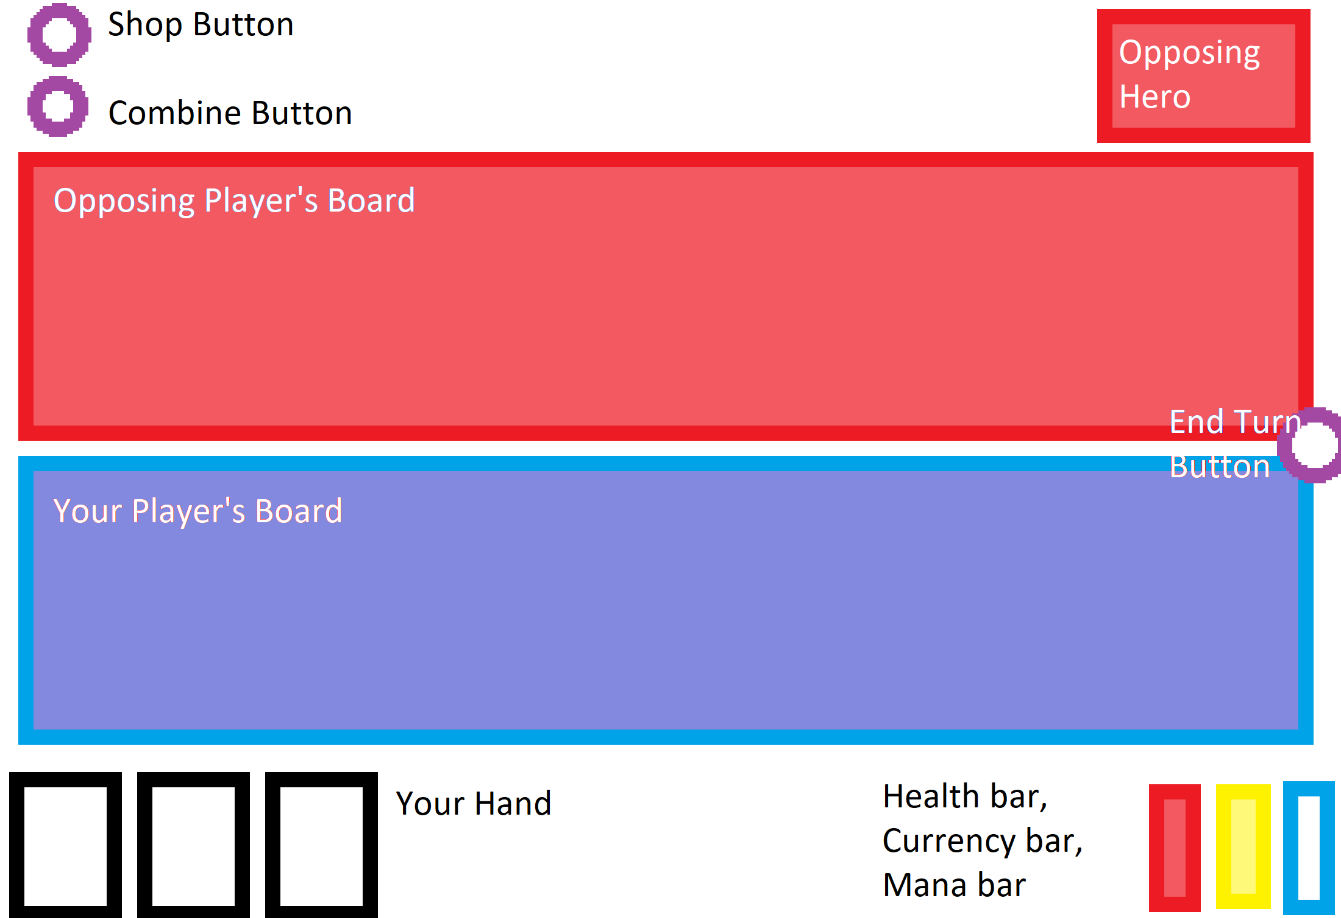 Shop Button
Combine Button
Opposing
Hero
Opposing Player's Board
End Turn
Button
Your Player's Board
Your Hand
Health bar,
Currency bar,
Mana bar